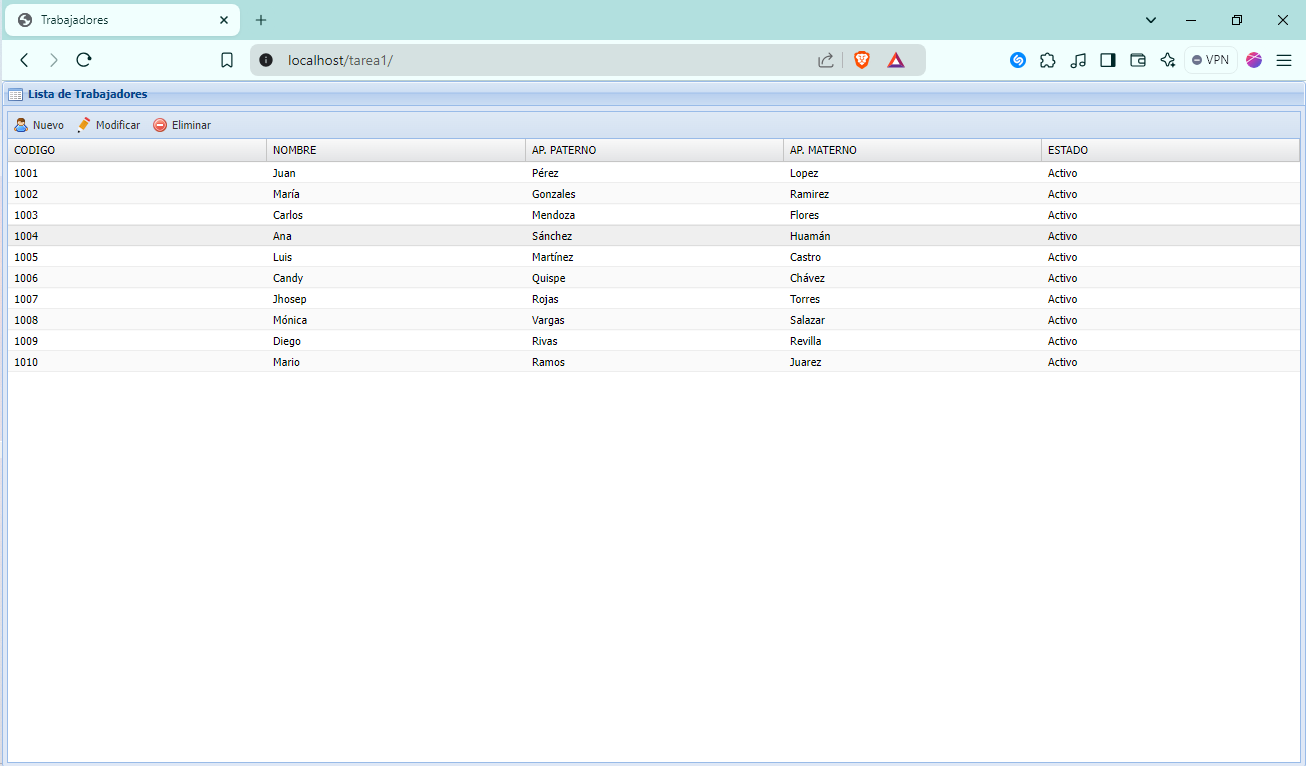 Trabajadores
localhost/tarea1/
VPN
Lista de Trabajadores
Nuevo Modificar Eliminar
CODIGO NOMBRE AP. PATERNO AP. MATERNO ESTADO
1001 Juan Pérez Lopez Activo
1002 María Gonzales Ramirez Activo
1003 Carlos Mendoza Flores Activo
1004 Ana Sánchez Huamán Activo
1005 Luis Martínez Castro Activo
1006 Candy Quispe Chávez Activo
1007 Jhosep Rojas Torres Activo
1008 Mónica Vargas Salazar Activo
1009 Diego Rivas Revilla Activo
1010 Mario Ramos Juarez Activo